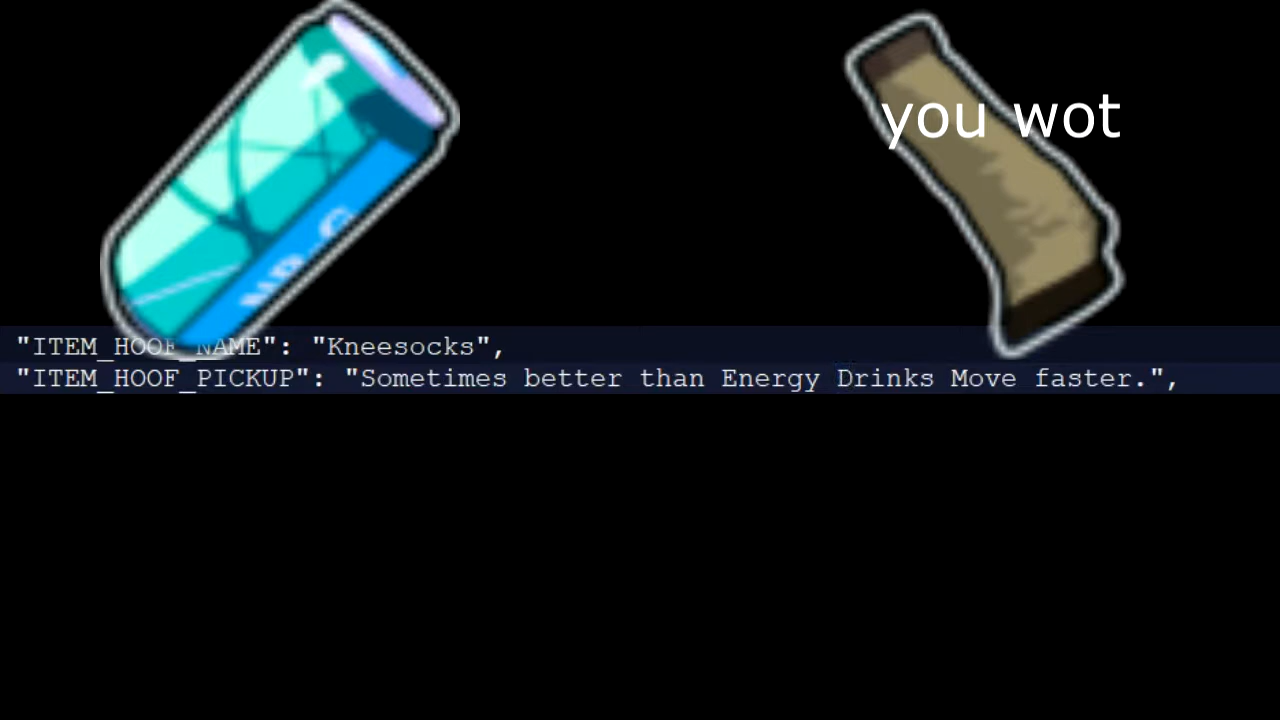 you wot
"ITEM_HOOF_NAME": "Kneesocks",
"ITEM_HOOF_PICKUP": "Sometimes better than Energy Drinks Move faster.",